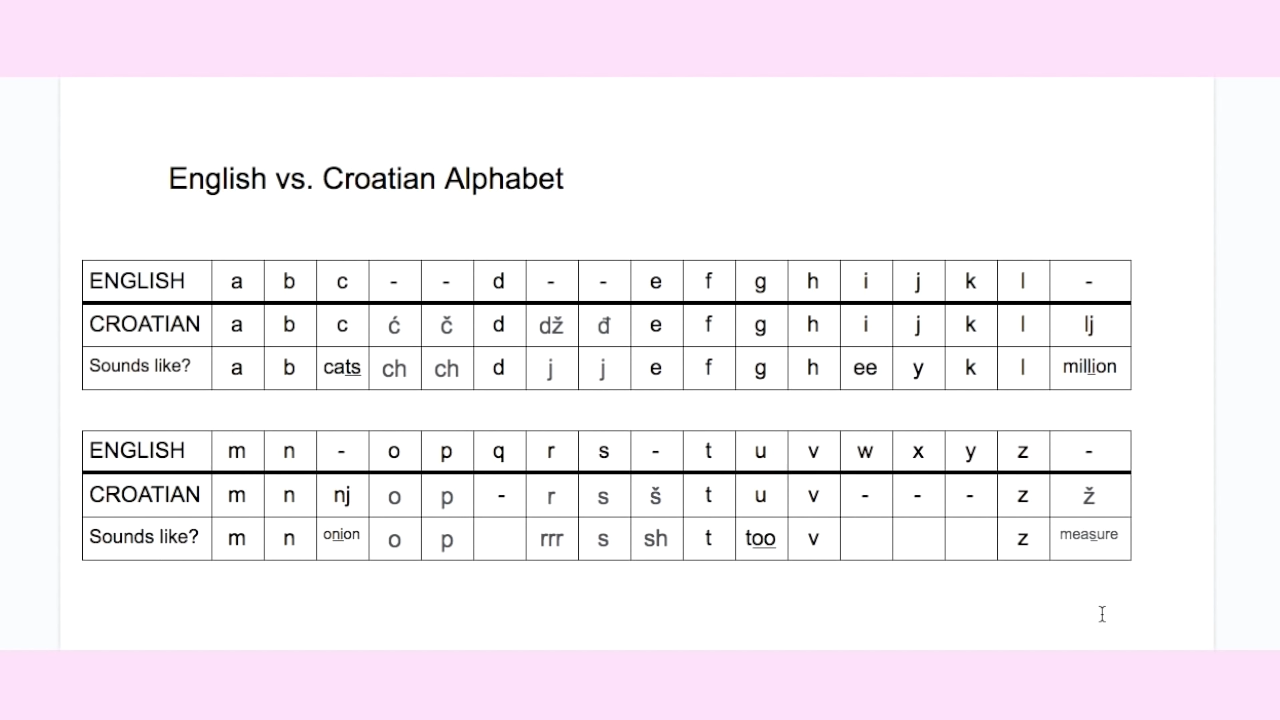 English vs. Croatian Alphabet
ENGLISH a b c - - d - - e f g h i j k l -
CROATIAN a b c ć č d dž đ e f g h i j k l lj
Sounds like? a b cats ch ch d j j e f g h ee y k l million
ENGLISH m n - o p q r s - t u v w x y z -
CROATIAN m n nj o p - r s š t u v - - - z ž
Sounds like? m n onion o p rrr s sh t too v z measure